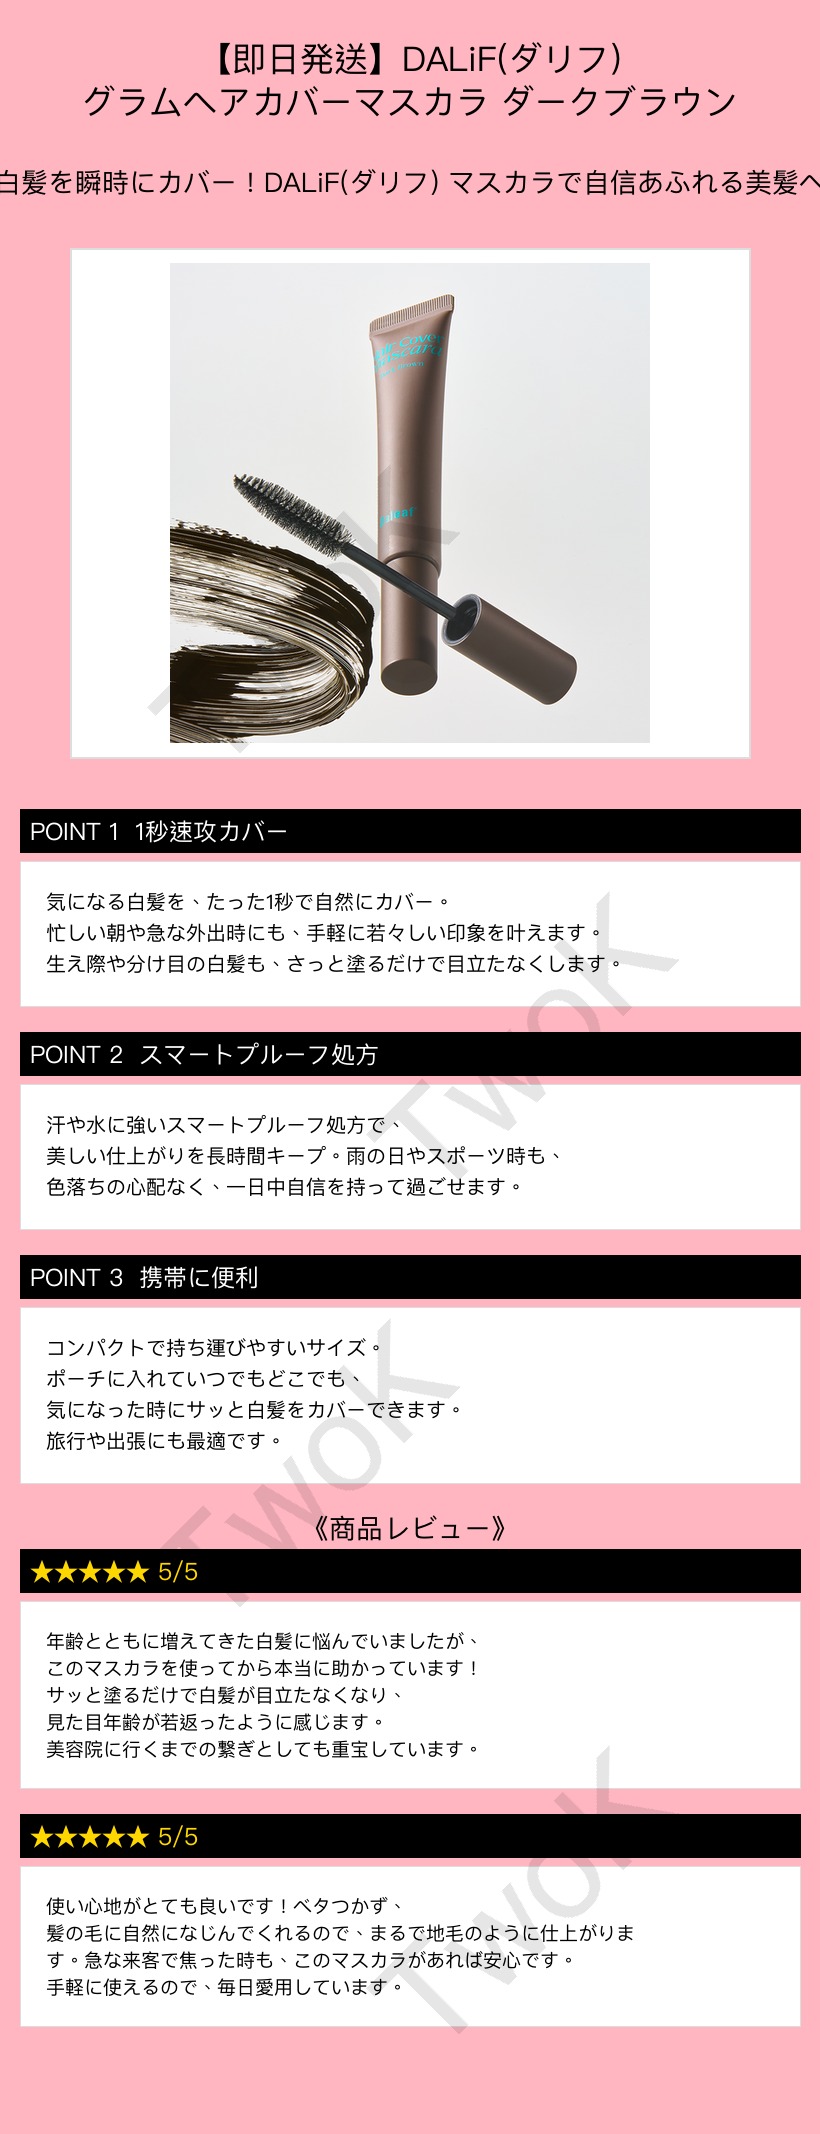 【即日発送】DALiF(ダリフ)
グラムヘアカバーマスカラ ダークブラウン
白髪を瞬時にカバー！DALiF(ダリフ) マスカラで自信あふれる美髪へ
Cover
TwoK
POINT 1 1秒速攻カバー
気になる白髪を、たった1秒で自然にカバー。
忙しい朝や急な外出時にも、手軽に若々しい印象を叶えます。
生え際や分け目の白髪も、さっと塗るだけで目立たなくします。
TwoK
POINT 2 スマートプルーフ処方
汗や水に強いスマートプルーフ処方で、
美しい仕上がりを長時間キープ。雨の日やスポーツ時も、
色落ちの心配なく、一日中自信を持って過ごせます。
POINT 3 携帯に便利
コンパクトで持ち運びやすいサイズ。
ポーチに入れていつでもどこでも、
気になった時にサッと白髪をカバーできます。
旅行や出張にも最適です。
TwoK
《商品レビュー》
★★★★★ 5/5
年齢とともに増えてきた白髪に悩んでいましたが、
このマスカラを使ってから本当に助かっています！
サッと塗るだけで白髪が目立たなくなり、
見た目年齢が若返ったように感じます。
美容院に行くまでの繋ぎとしても重宝しています。
★★★★★ 5/5
使い心地がとても良いです！ベタつかず、
髪の毛に自然になじんでくれるので、まるで地毛のように仕上がりま
す。急な来客で焦った時も、このマスカラがあれば安心です。
手軽に使えるので、毎日愛用しています。
TwoK